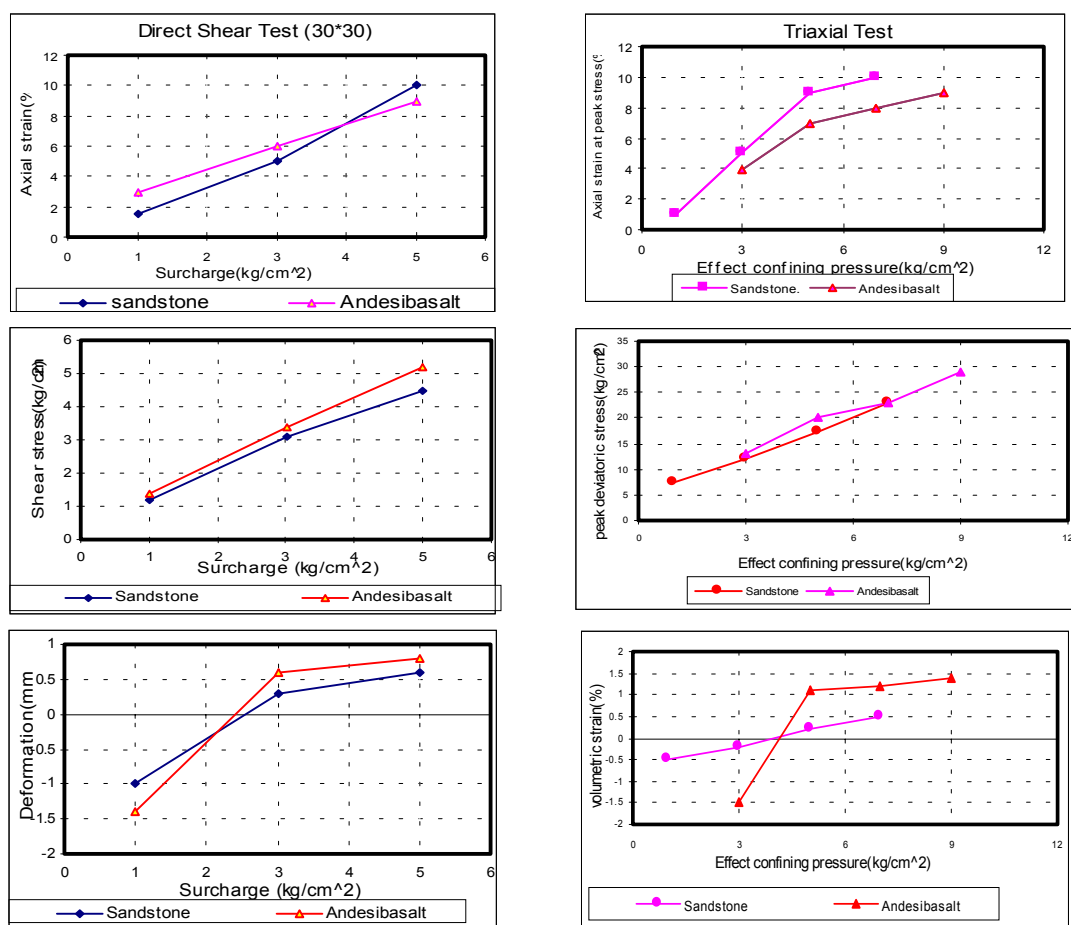 Direct Shear Test (30*30)
Axial strain(%
12
10
8
6
4
2
0
0 1 2 3 4 5 6
Surcharge(kg/cm^2)
sandstone Andesibasalt
Triaxial Test
Axial strain at peak stress(%
12
10
8
6
4
2
0
0 3 6 9 12
Effect confining pressure(kg/cm^2)
Sandstone. Andesibasalt
Shear stress(kg/cm2)
6
5
4
3
2
1
0
0 1 2 3 4 5 6
Surcharge (kg/cm^2)
Sandstone Andesibasalt
peak deviatoric stress(kg/cm2)
35
30
25
20
15
10
5
0
0 3 6 9 12
Effect confining pressure(kg/cm^2)
Sandstone Andesibasalt
Deformation(mm
1
0.5
0
-0.5
-1
-1.5
-2
0 1 2 3 4 5 6
Surcharge (kg/cm^2)
Sandstone Andesibasalt
volumetric strain(%)
2
1.5
1
0.5
0
-0.5
-1
-1.5
-2
0 3 6 9 12
Effect confining pressure(kg/cm^2)
Sandstone Andesibasalt